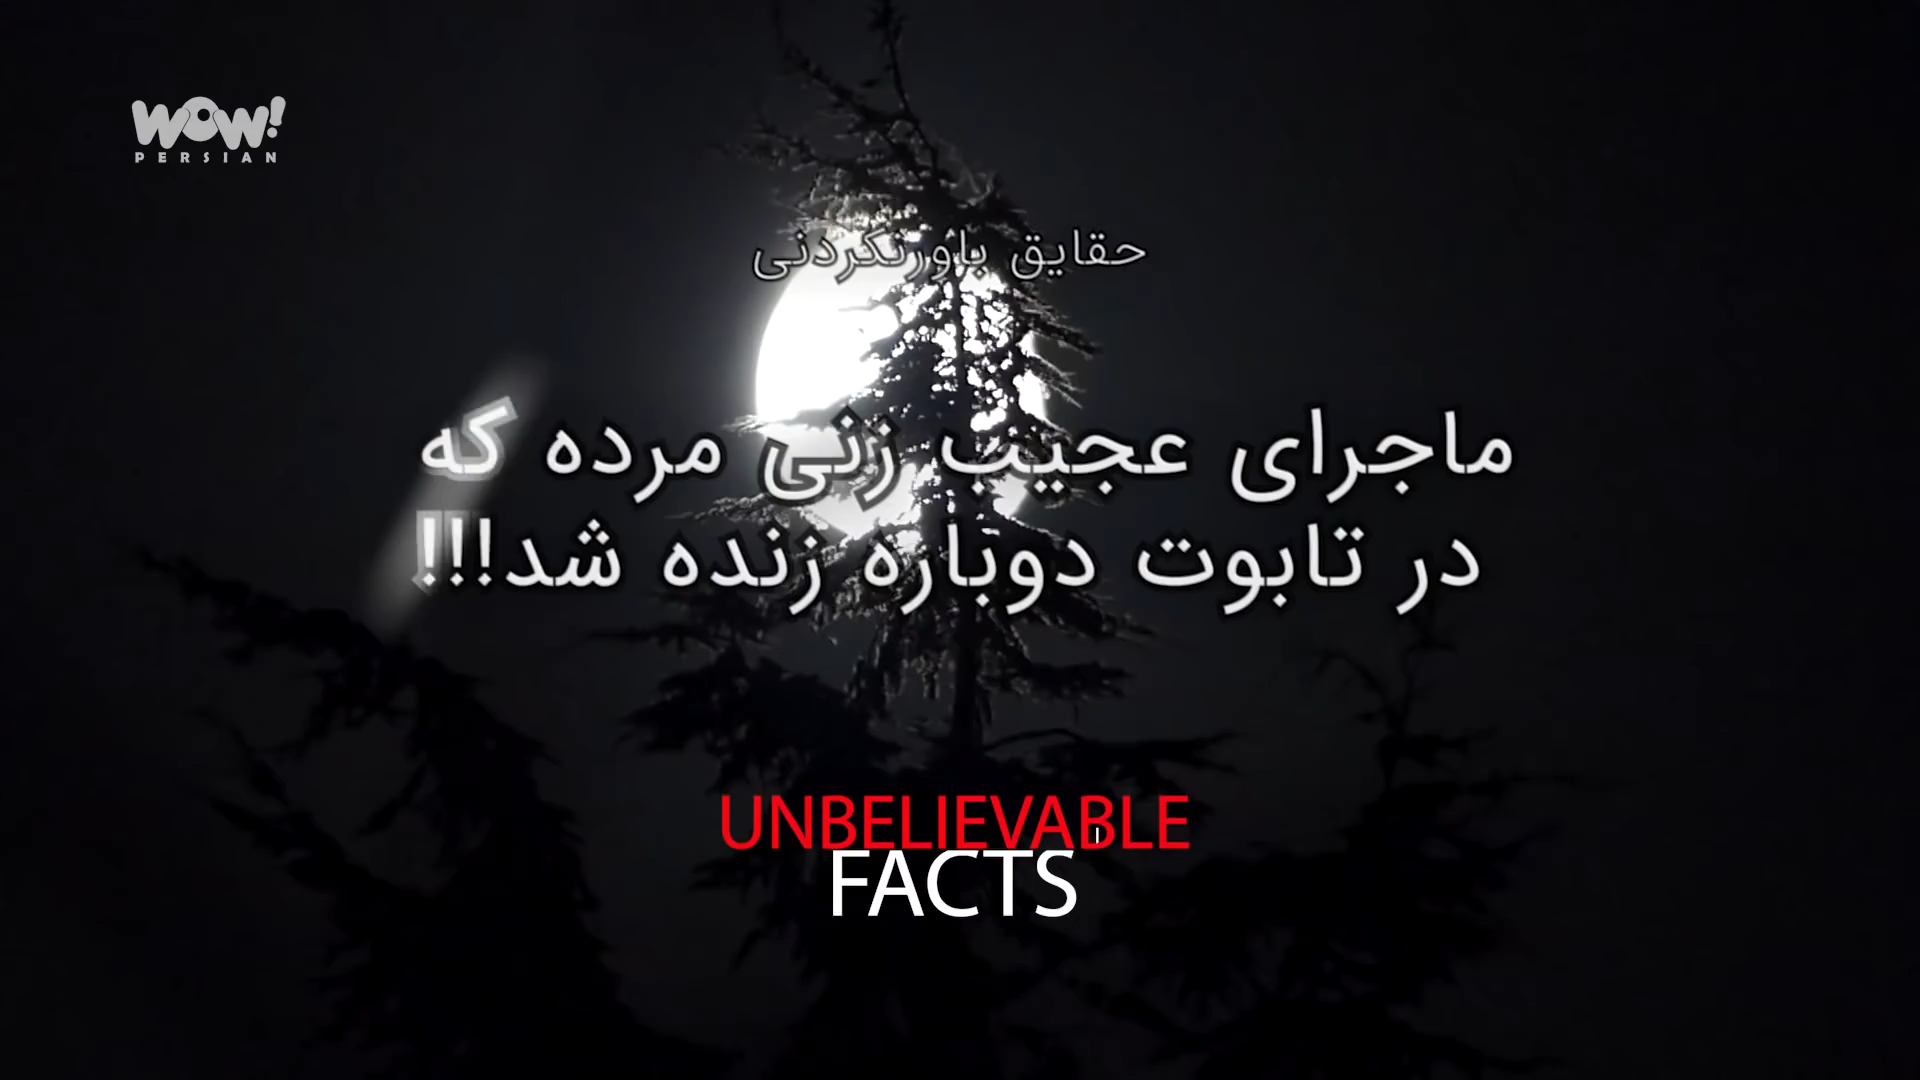 WOW!
PERSIAN
حقایق باورنکردنی
ماجرای عجیب زنی مرده که
در تابوت دوباره زنده شد!!!
UNBELIEVABLE
FACTS